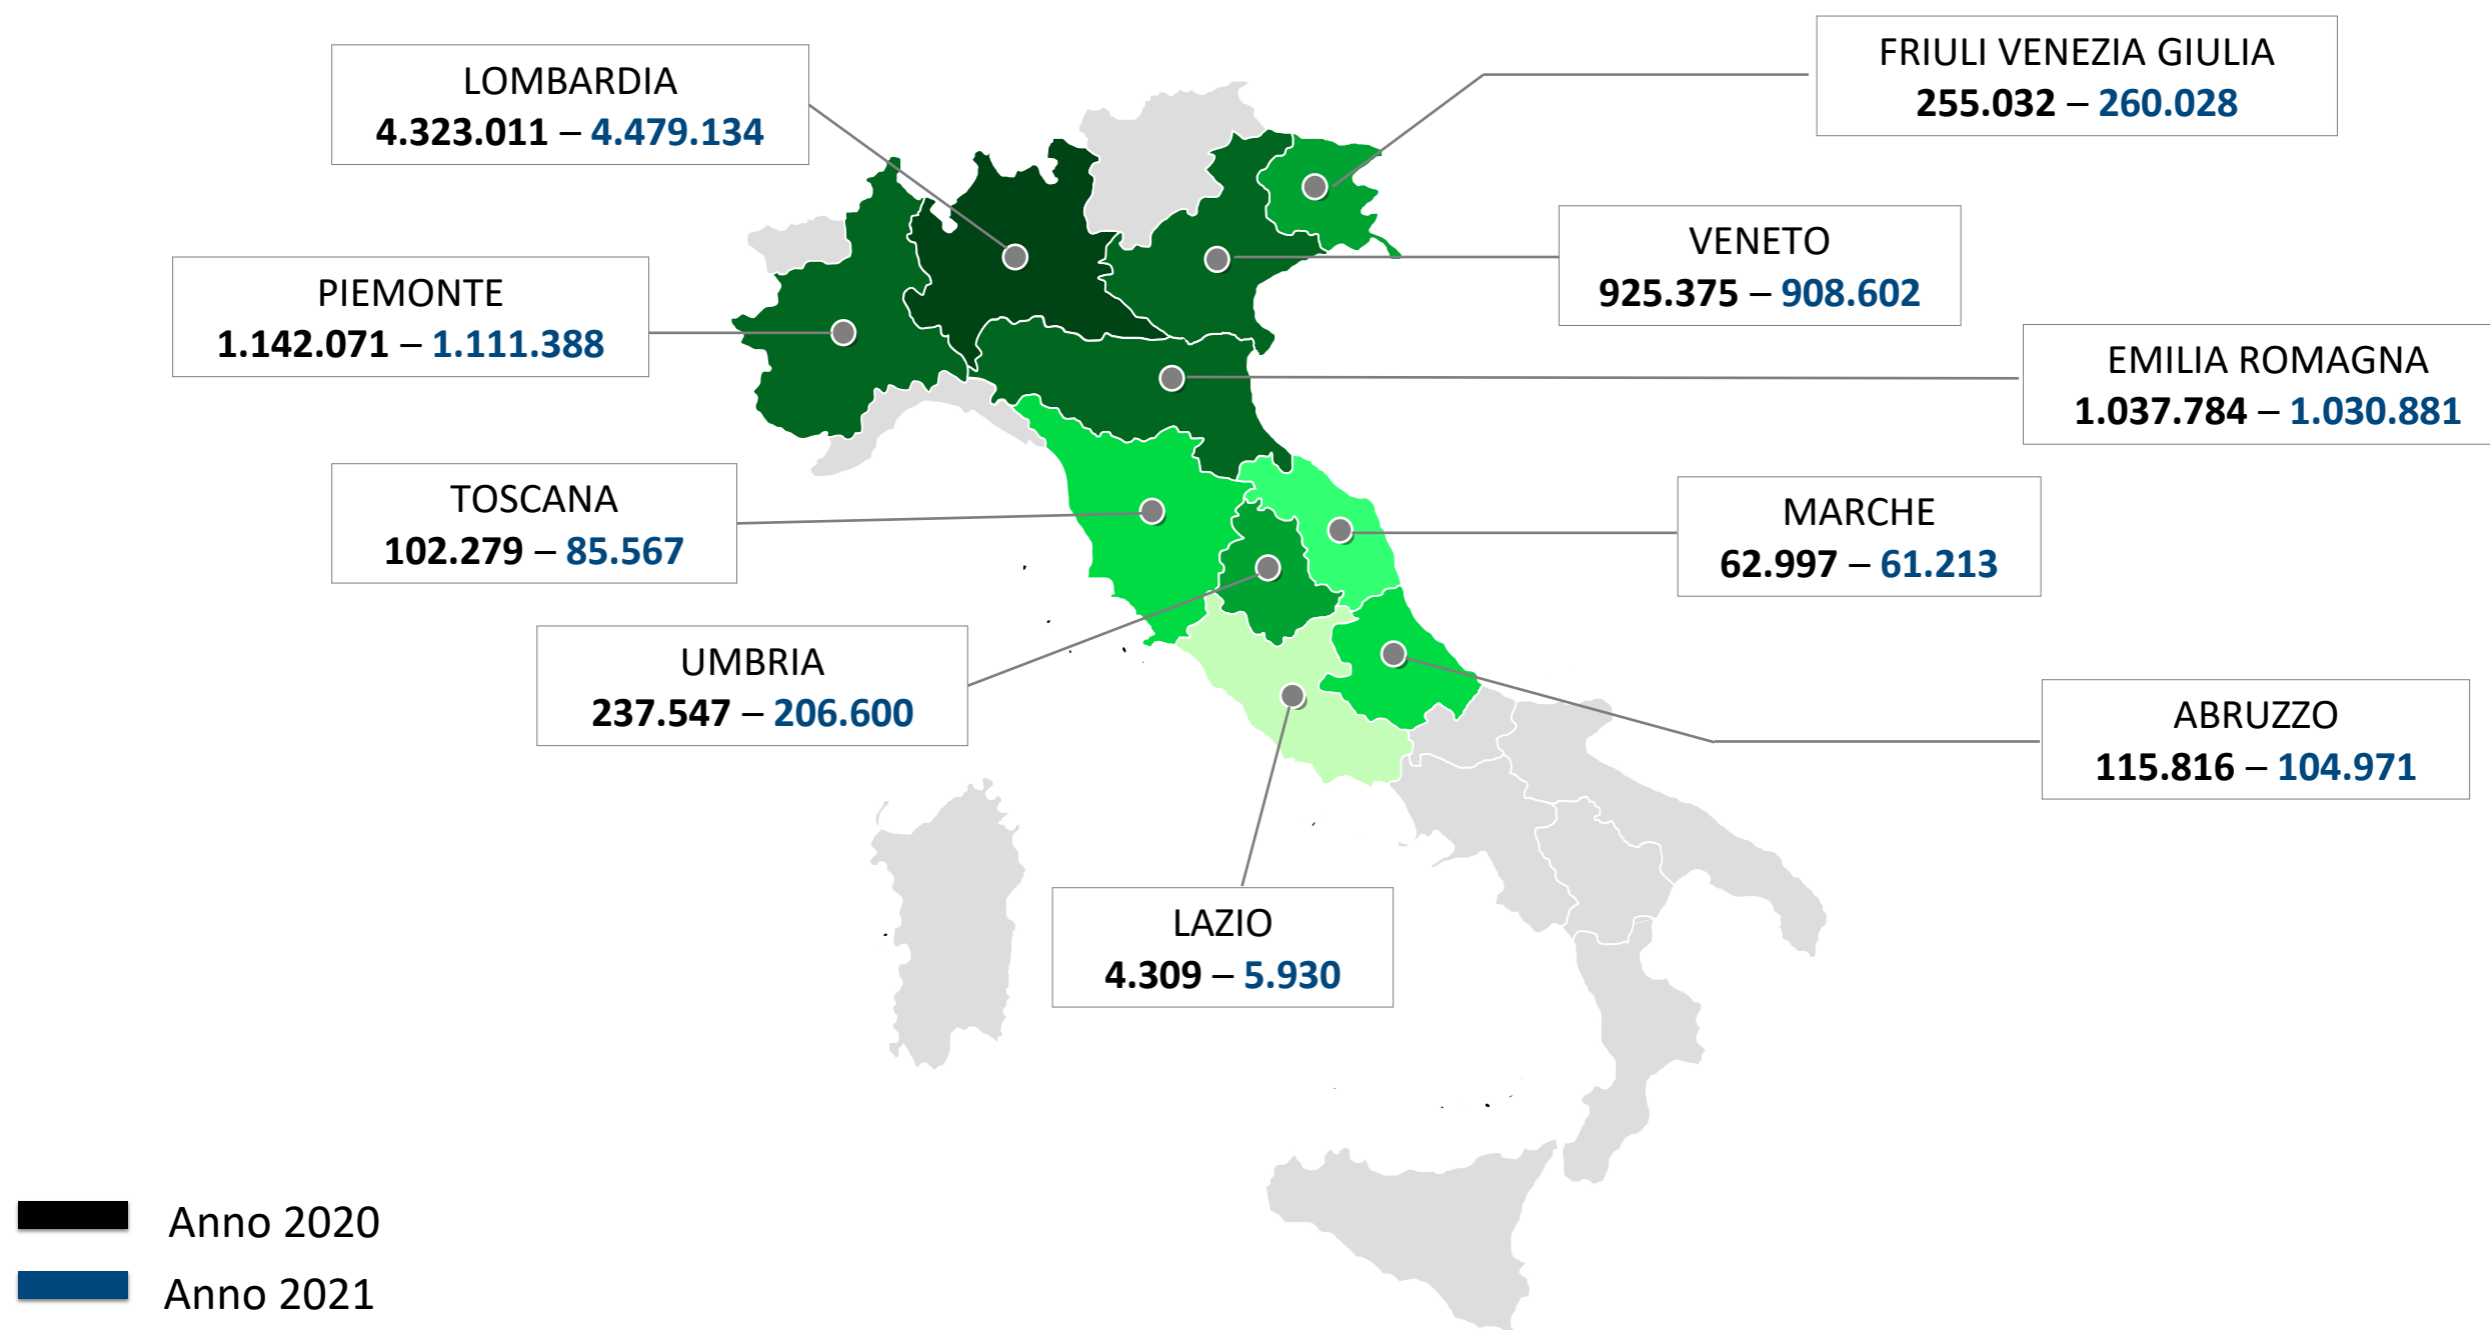 LOMBARDIA
4.323.011 – 4.479.134
FRIULI VENEZIA GIULIA
255.032 – 260.028
VENETO
925.375 – 908.602
PIEMONTE
1.142.071 – 1.111.388
EMILIA ROMAGNA
1.037.784 – 1.030.881
TOSCANA
102.279 – 85.567
MARCHE
62.997 – 61.213
UMBRIA
237.547 – 206.600
ABRUZZO
115.816 – 104.971
LAZIO
4.309 – 5.930
Anno 2020
Anno 2021